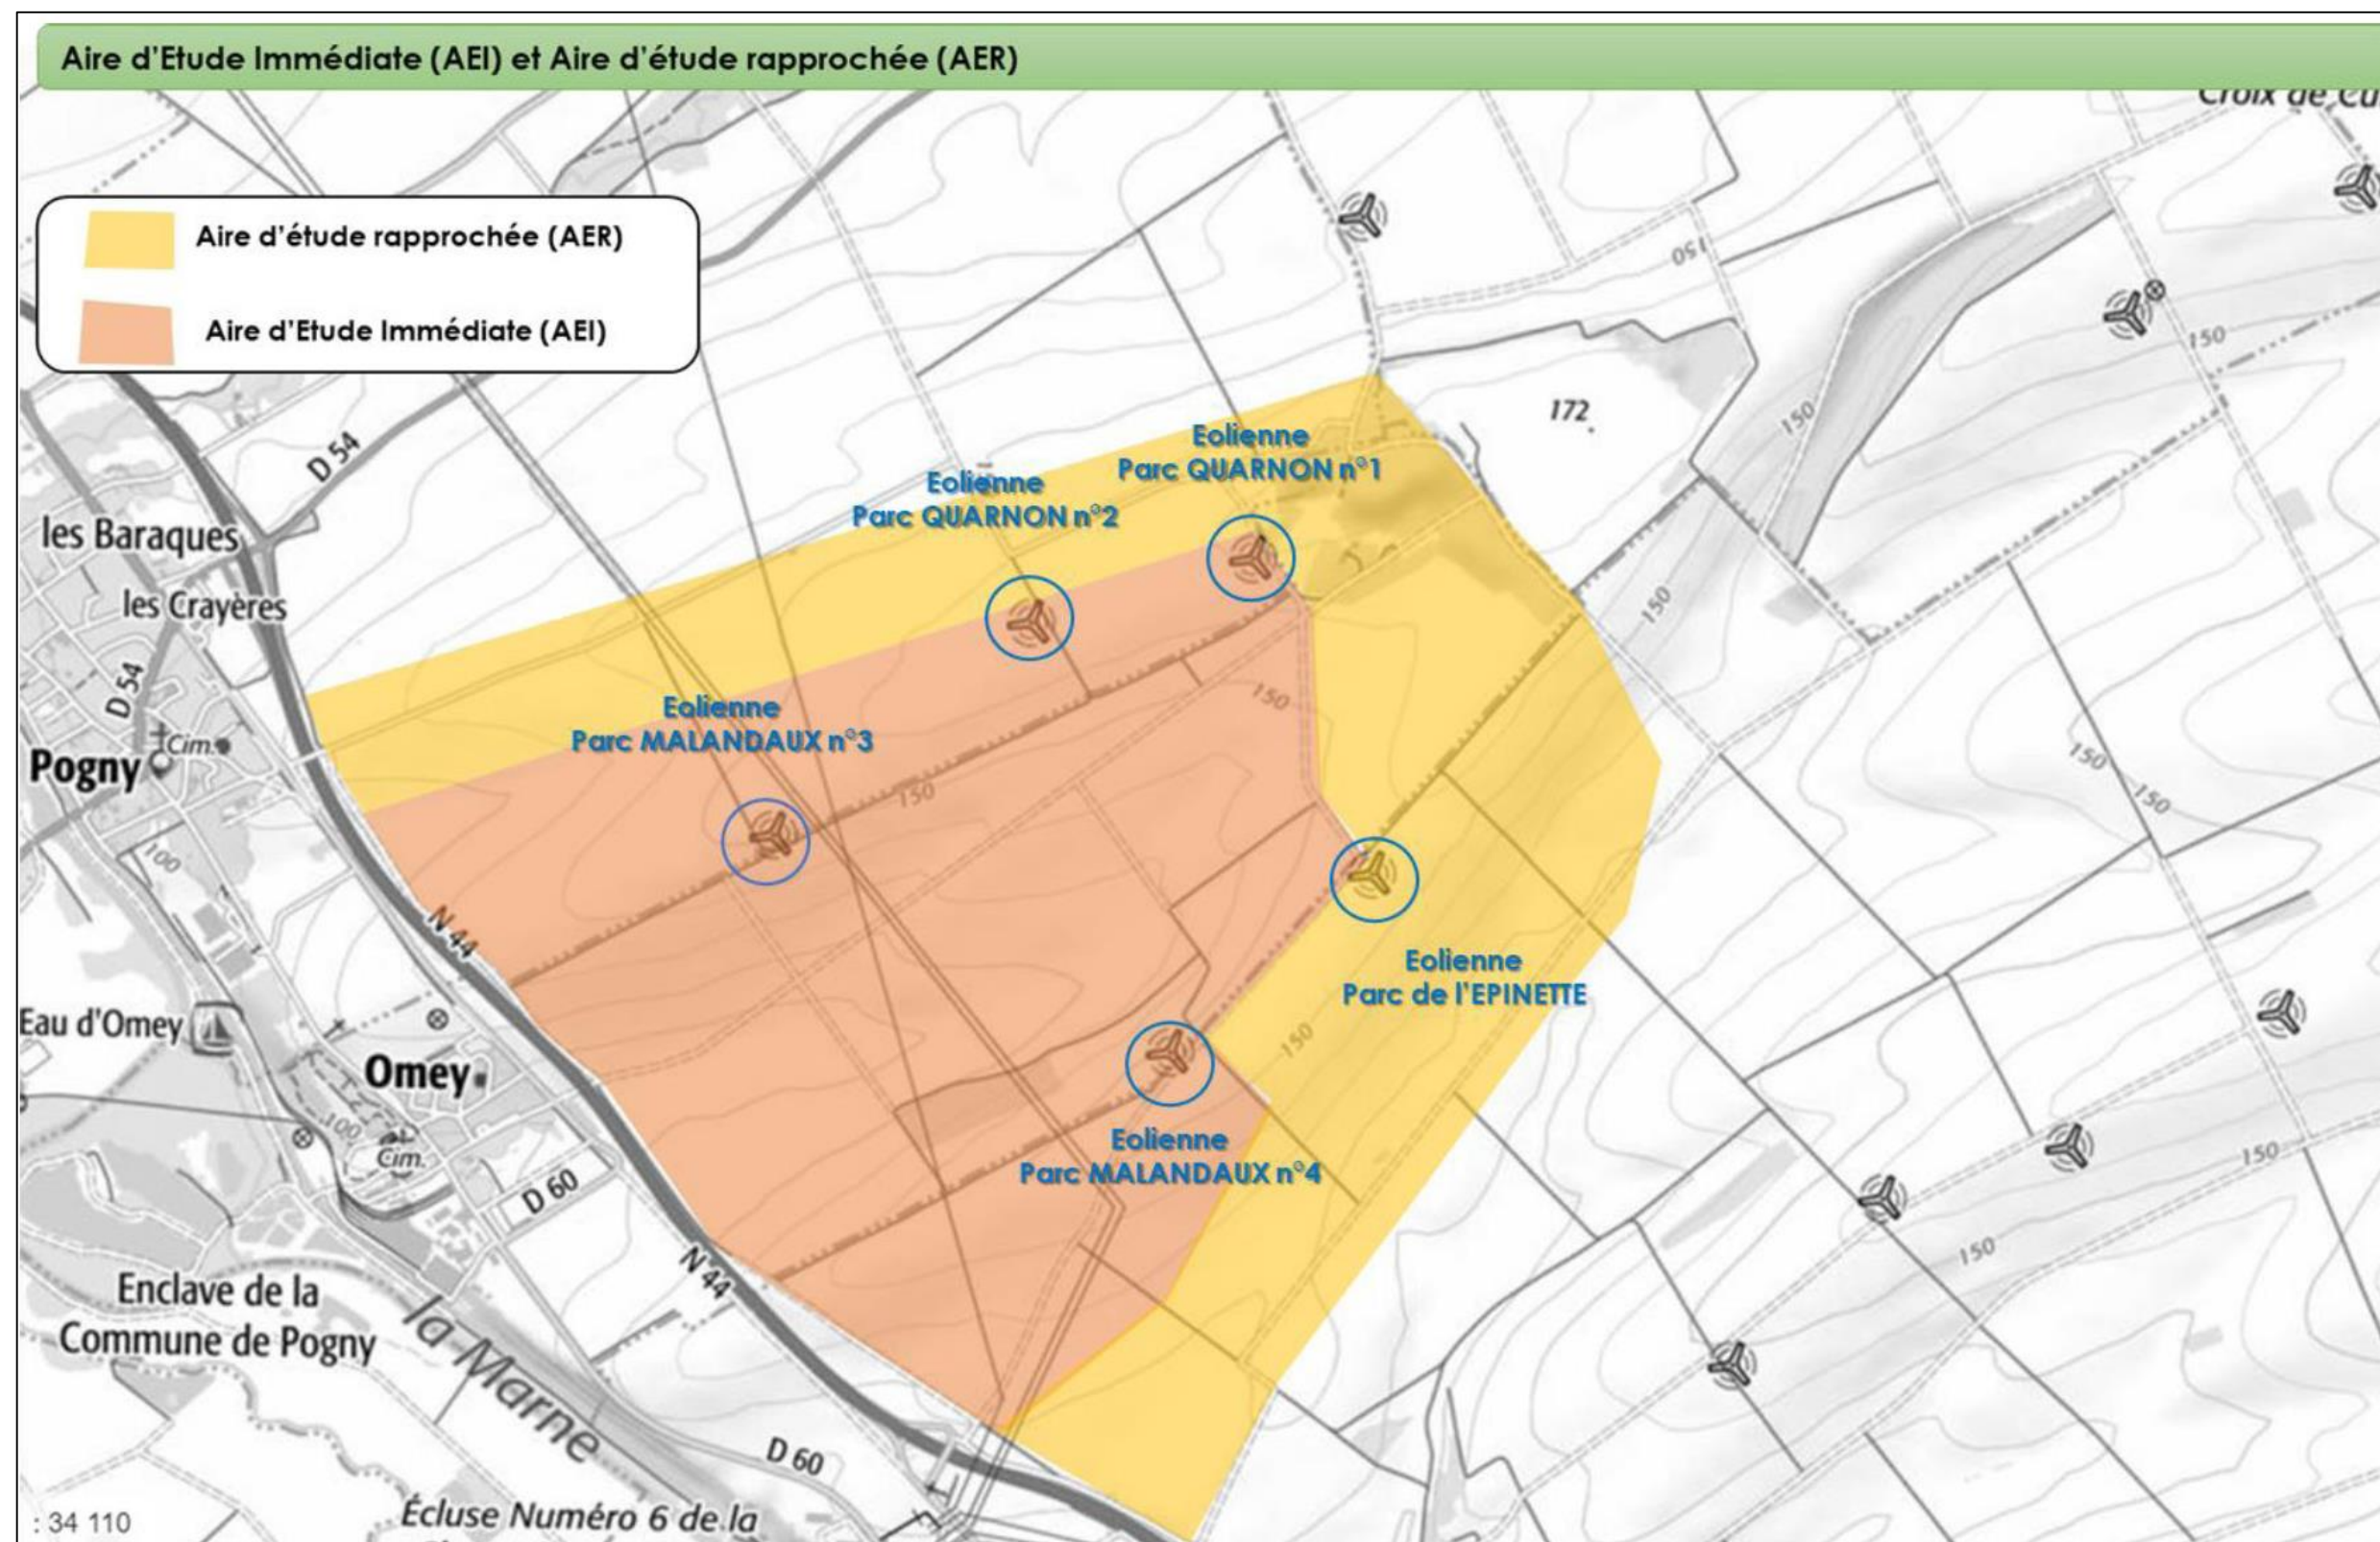 Aire d'Etude Immédiate (AEI) et Aire d'étude rapprochée (AER)
Croix de
Aire d'étude rapprochée (AER)
Aire d'Etude Immédiate (AEI)
150
150
172
150
D 54
Eolienne
Parc QUARNON n°1
Eolienne
Parc QUARNON n°2
les Baraques
les Crayères
150
D 54
150
Eolienne
Parc MALANDAUX n°3
Cim.
Pogny
150
150
150
100
N 44
Eolienne
Parc de l'EPINETTE
Eau d'Omey
150
Omey
100
Cim.
Eolienne
Parc MALANDAUX n°4
150
D 60
150
N 44
Enclave de la
Commune de Pogny
la Marne
D 60
Écluse Numéro 6 de la
: 34 110